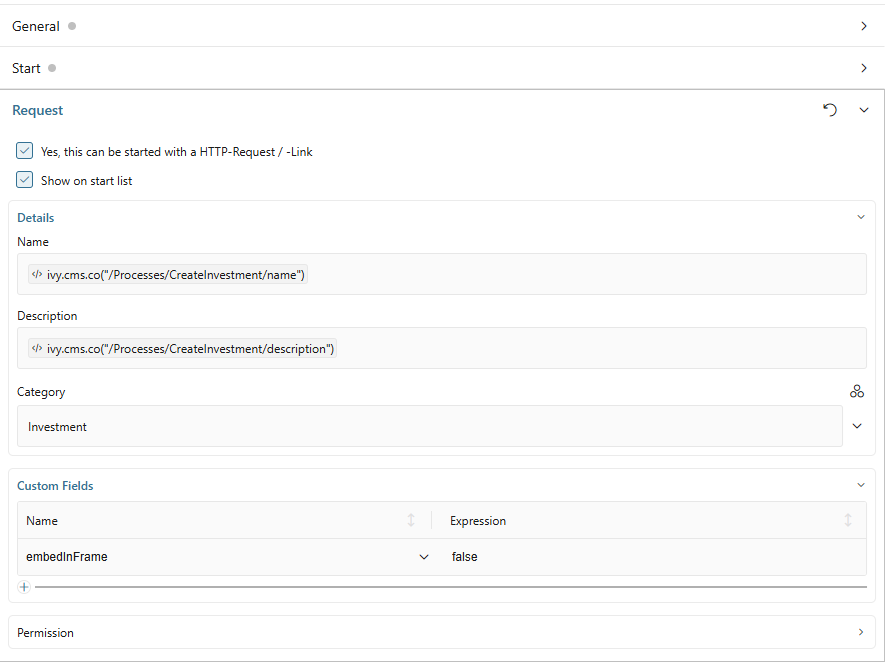 General
Start
Request
Yes, this can be started with a HTTP-Request / -Link
Show on start list
Details
Name
</> ivy.cms.co("/Processes/CreateInvestment/name")
Description
</> ivy.cms.co("/Processes/CreateInvestment/description")
Category
Investment
Custom Fields
Name Expression
embedInFrame false
Permission